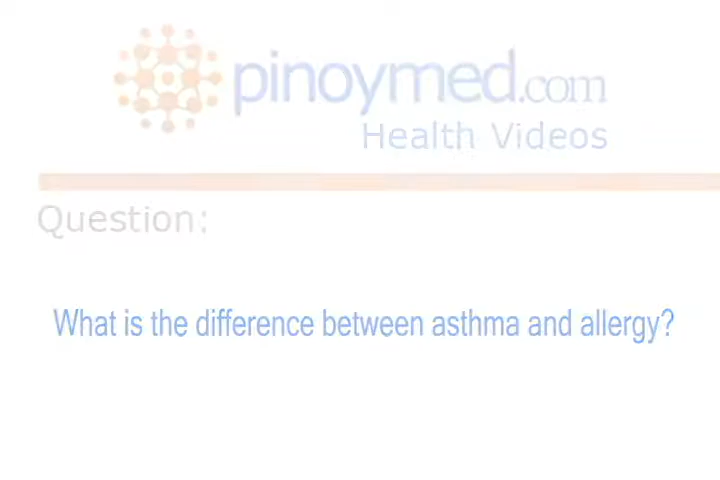 pinoymed.com
Health Videos
Question:
What is the difference between asthma and allergy?